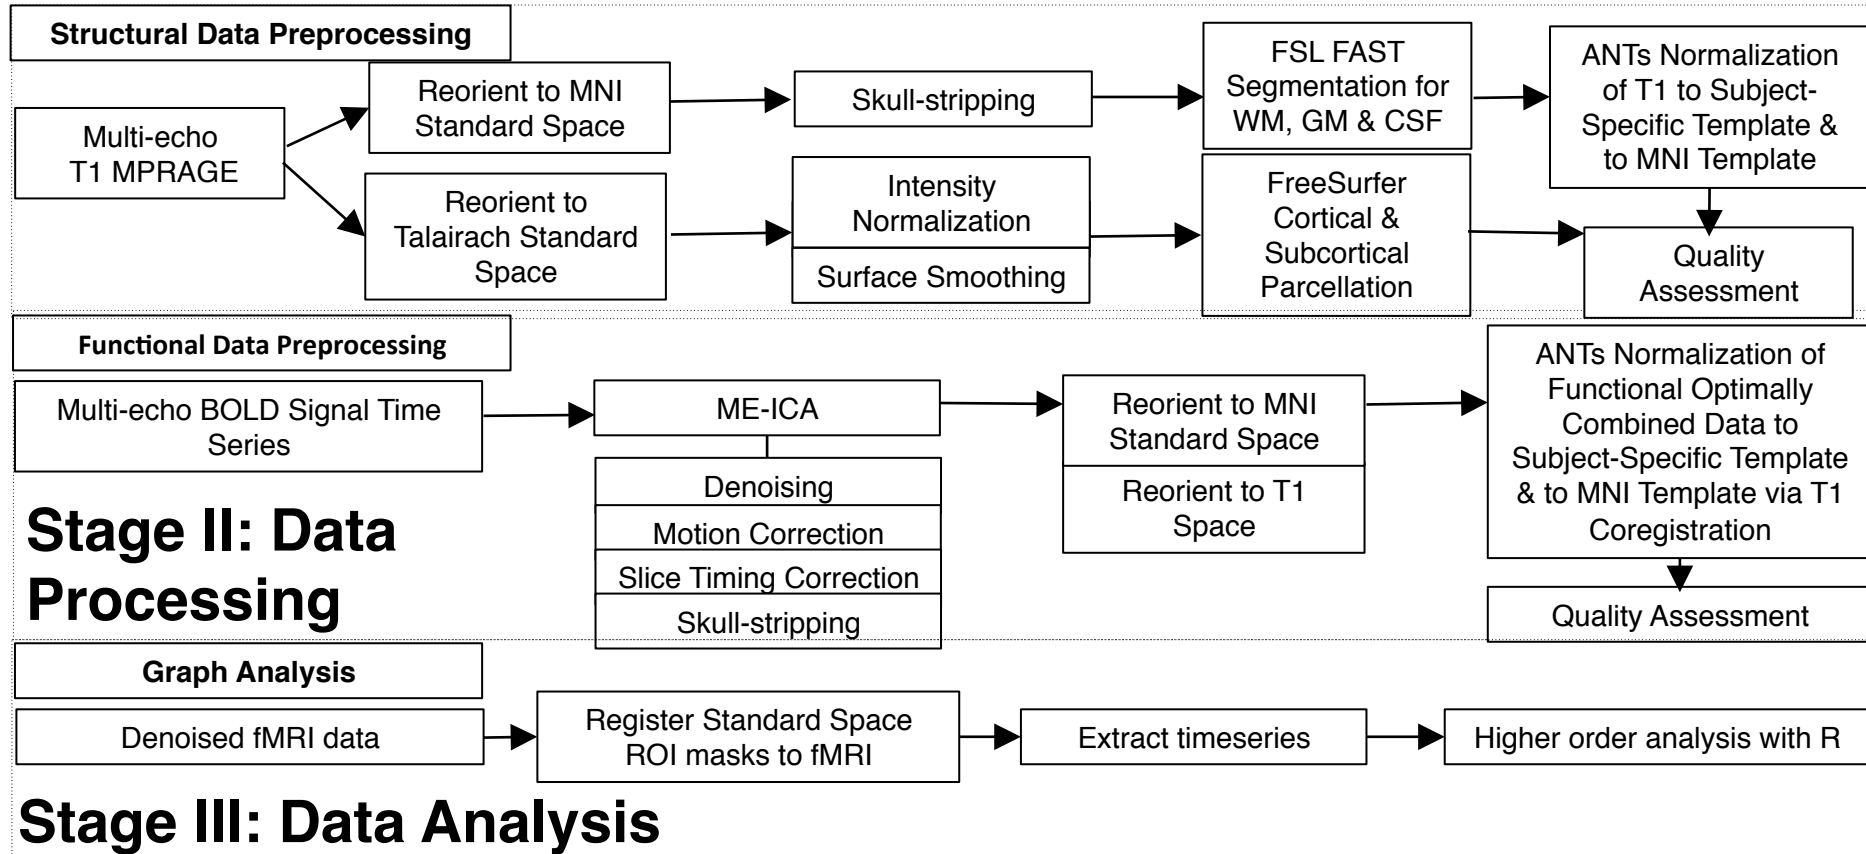 Structural Data Preprocessing
Multi-echo
T1 MPRAGE
Reorient to MNI
Standard Space
Skull-stripping
FSL FAST
Segmentation for
WM, GM & CSF
ANTs Normalization
of T1 to Subject-
Specific Template &
to MNI Template
Reorient to
Talairach Standard
Space
Intensity
Normalization
Surface Smoothing
FreeSurfer
Cortical &
Subcortical
Parcellation
Quality
Assessment
Functional Data Preprocessing
Multi-echo BOLD Signal Time
Series
ME-ICA
Denoising
Motion Correction
Slice Timing Correction
Skull-stripping
Reorient to MNI
Standard Space
Reorient to T1
Space
ANTs Normalization of
Functional Optimally
Combined Data to
Subject-Specific Template
& to MNI Template via T1
Coregistration
Quality Assessment
Stage II: Data
Processing
Graph Analysis
Denoised fMRI data
Register Standard Space
ROI masks to fMRI
Extract timeseries
Higher order analysis with R
Stage III: Data Analysis